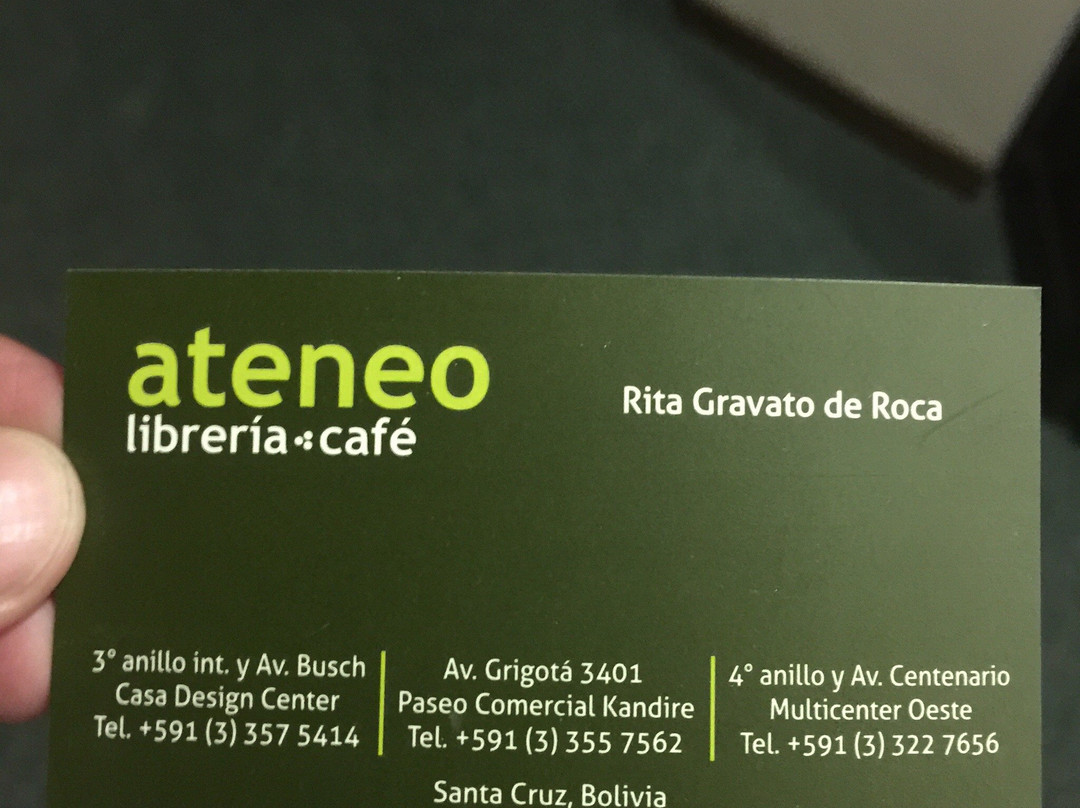 ateneo
librería café
Rita Gravato de Roca
3° anillo int. y Av. Busch
Casa Design Center
Tel. +591 (3) 357 5414
Av. Grigotá 3401
Paseo Comercial Kandire
Tel. +591 (3) 355 7562
4° anillo y Av. Centenario
Multicenter Oeste
Tel. +591 (3) 322 7656
Santa Cruz, Bolivia